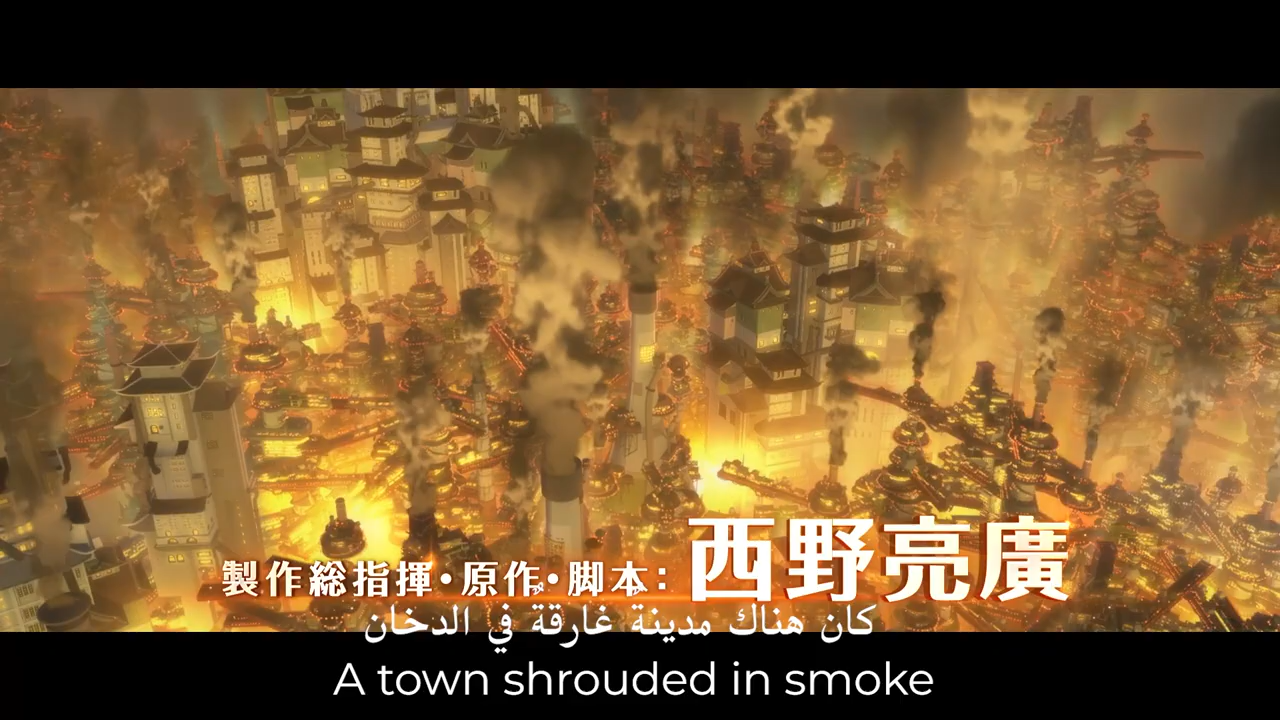 製作総指揮・原作・脚本：西野亮廣
كان هناك مدينة غارقة في الدخان
A town shrouded in smoke